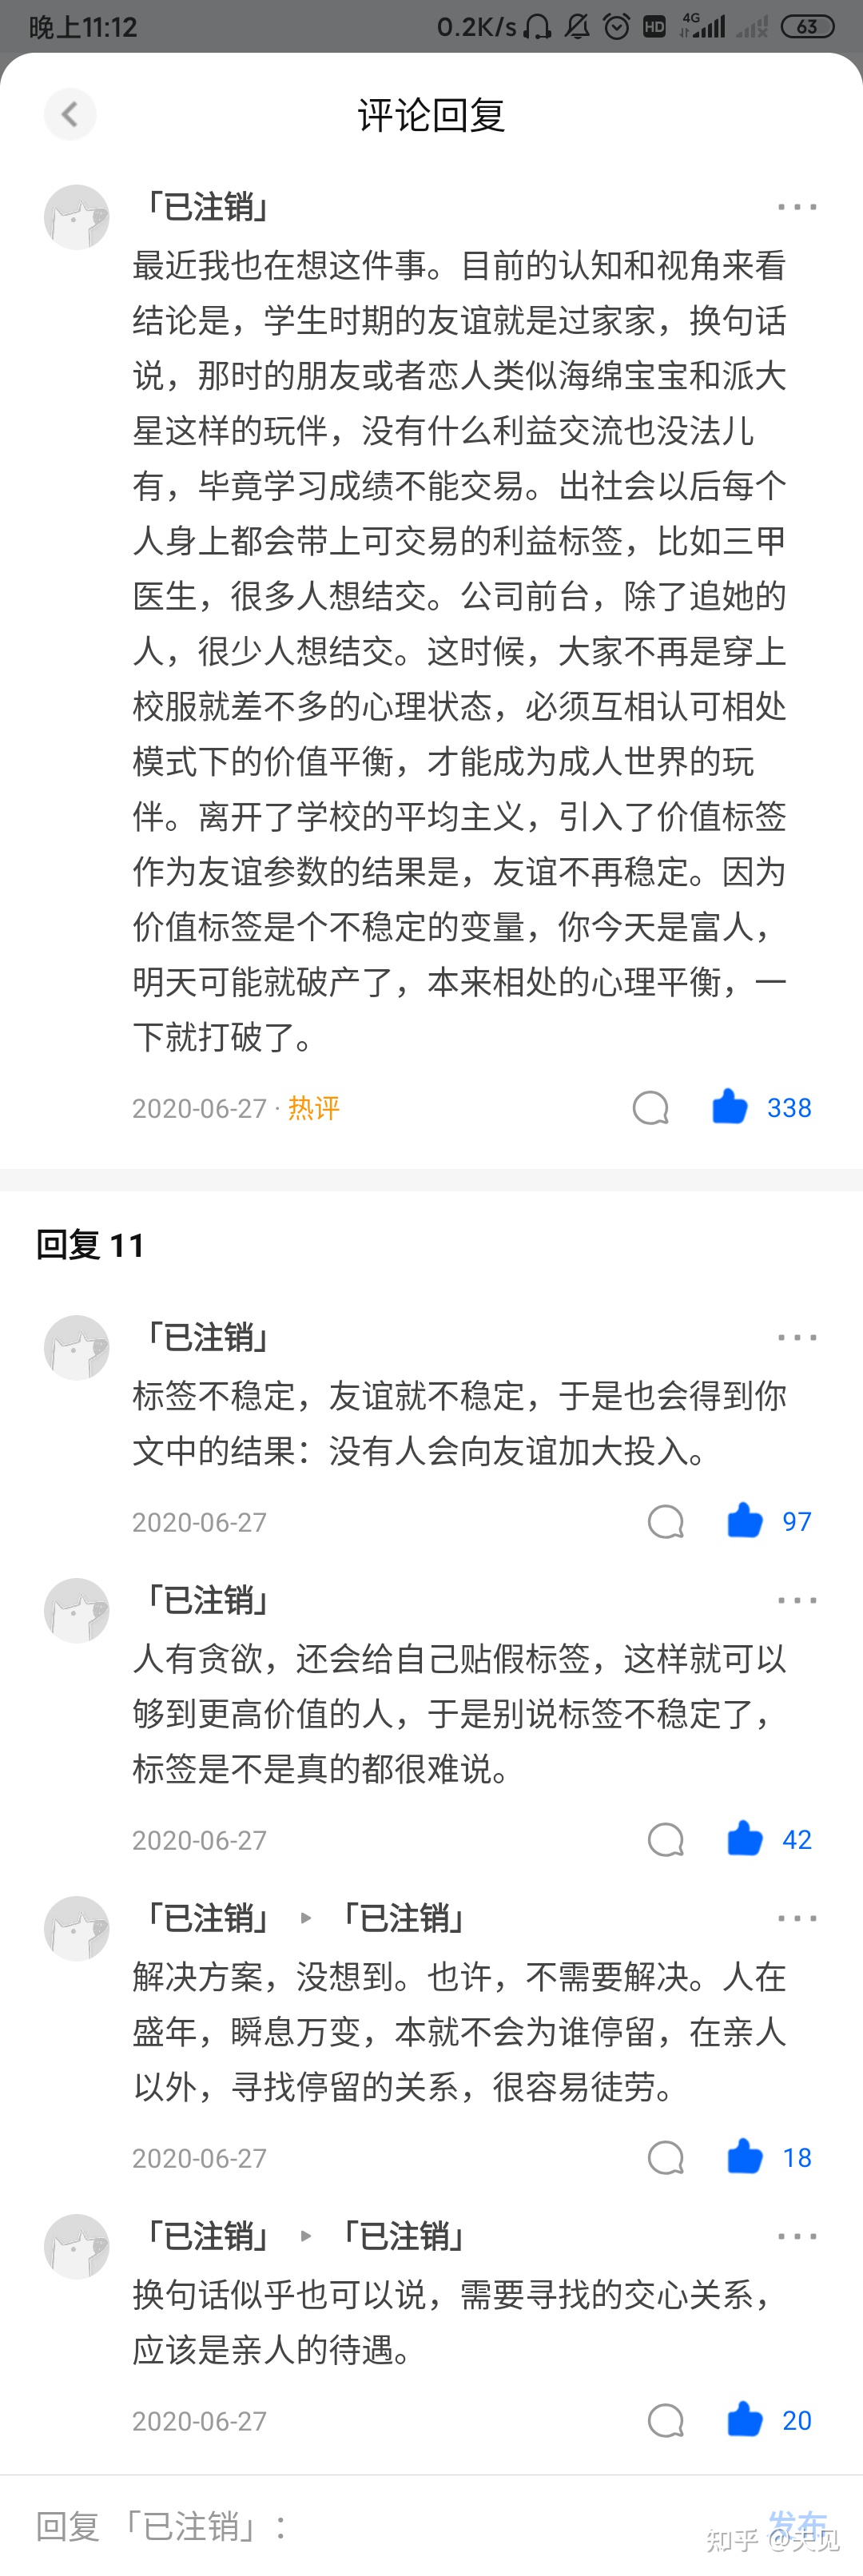 晚上11:12
0.2K/s
HD
4G
63
评论回复
「已注销」
最近我也在想这件事。目前的认知和视角来看
结论是，学生时期的友谊就是过家家，换句话
说，那时的朋友或者恋人类似海绵宝宝和派大
星这样的玩伴，没有什么利益交流也没法儿
有，毕竟学习成绩不能交易。出社会以后每个
人身上都会带上可交易的利益标签，比如三甲
医生，很多人想结交。公司前台，除了追她的
人，很少人想结交。这时候，大家不再是穿上
校服就差不多的心理状态，必须互相认可相处
模式下的价值平衡，才能成为成人世界的玩
伴。离开了学校的平均主义，引入了价值标签
作为友谊参数的结果是，友谊不再稳定。因为
价值标签是个不稳定的变量，你今天是富人，
明天可能就破产了，本来相处的心理平衡，一
下就打破了。
2020-06-27 · 热评
338
回复 11
「已注销」
标签不稳定，友谊就不稳定，于是也会得到你
文中的结果：没有人会向友谊加大投入。
2020-06-27
97
「已注销」
人有贪欲，还会给自己贴假标签，这样就可以
够到更高价值的人，于是别说标签不稳定了，
标签是不是真的都很难说。
2020-06-27
42
「已注销」 ▸ 「已注销」
解决方案，没想到。也许，不需要解决。人在
盛年，瞬息万变，本就不会为谁停留，在亲人
以外，寻找停留的关系，很容易徒劳。
2020-06-27
18
「已注销」 ▸ 「已注销」
换句话似乎也可以说，需要寻找的交心关系，
应该是亲人的待遇。
2020-06-27
20
回复 「已注销」：
发布
知乎 @天见